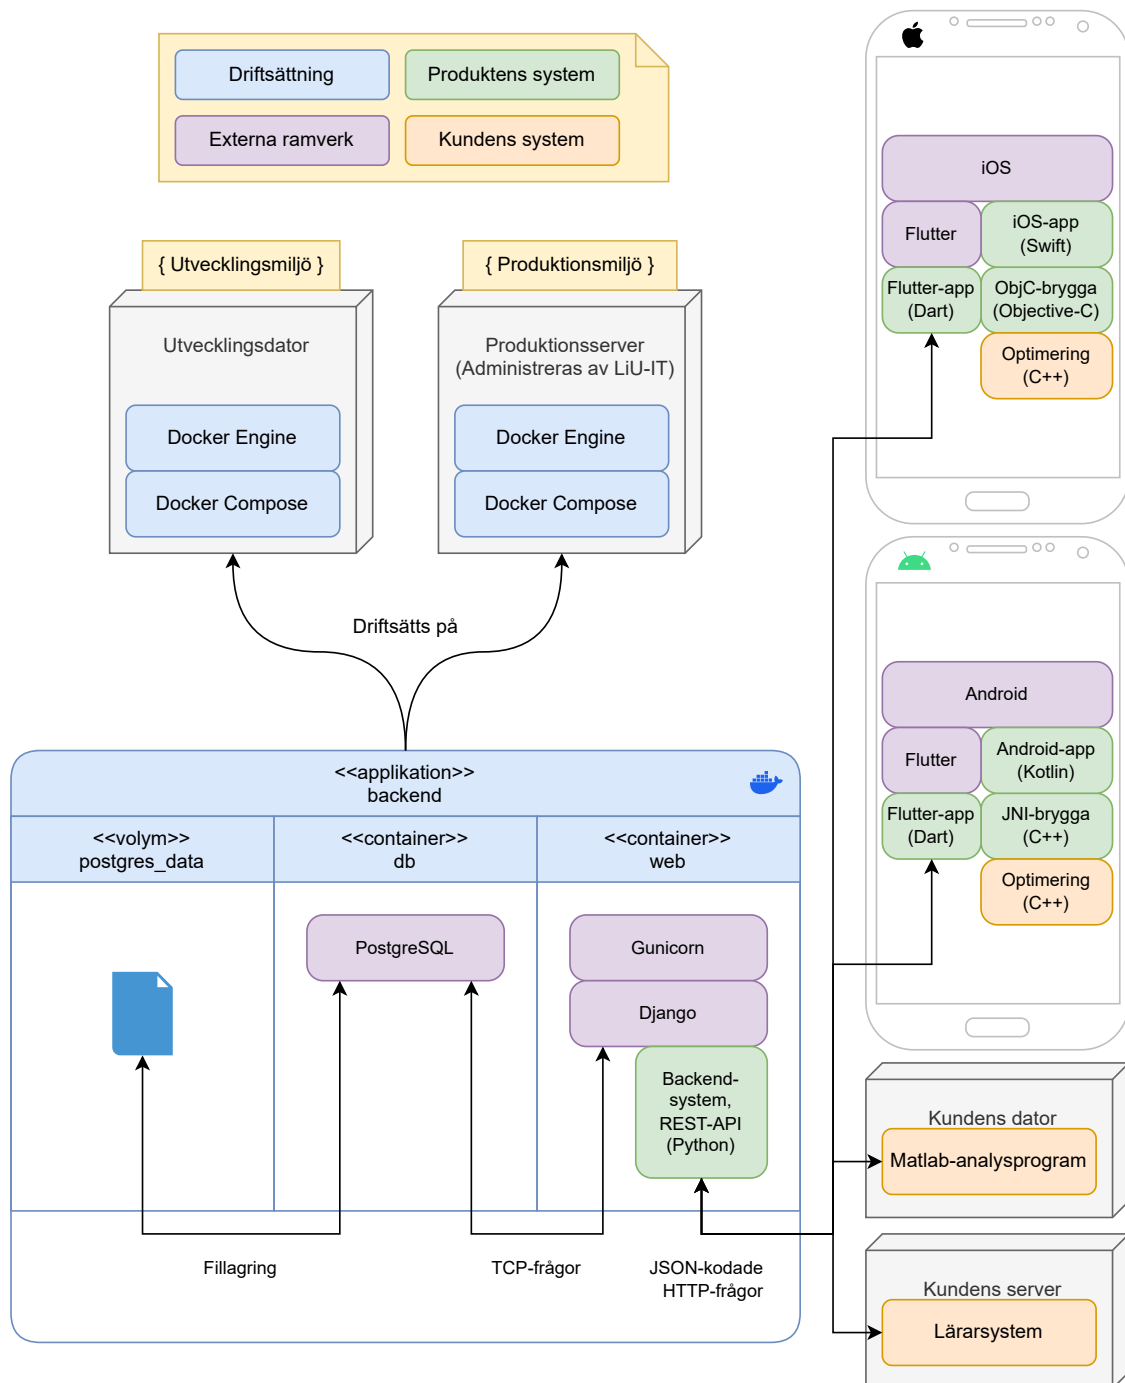 Driftsättning
Produktens system
Externa ramverk
Kundens system
{ Utvecklingsmiljö }
{ Produktionsmiljö }
Utvecklingsdator
Docker Engine
Docker Compose
Produktionsserver
(Administreras av LiU-IT)
Docker Engine
Docker Compose
Driftsätts på
<<applikation>>
backend
<<volym>>
postgres_data
<<container>>
db
<<container>>
web
PostgreSQL
Gunicorn
Django
Backend-
system,
REST-API
(Python)
Fillagring
TCP-frågor
JSON-kodade
HTTP-frågor
iOS
Flutter
iOS-app
(Swift)
Flutter-app
(Dart)
ObjC-brygga
(Objective-C)
Optimering
(C++)
Android
Flutter
Android-app
(Kotlin)
Flutter-app
(Dart)
JNI-brygga
(C++)
Optimering
(C++)
Kundens dator
Matlab-analysprogram
Kundens server
Lärarsystem